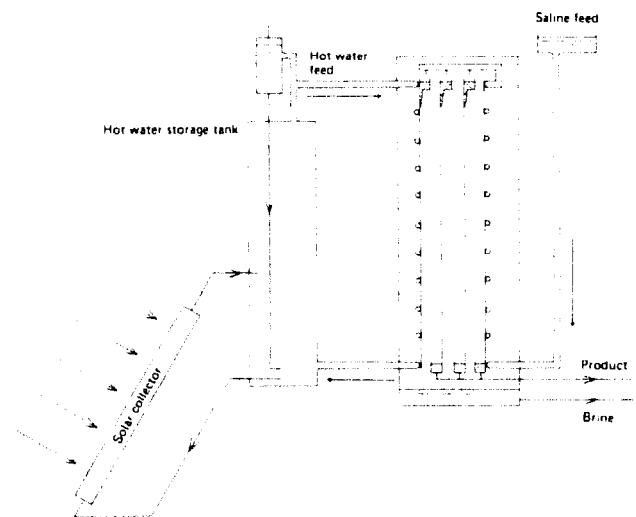 Saline feed
Hot water
feed
Hot water storage tank
Solar collector
Product
Brine